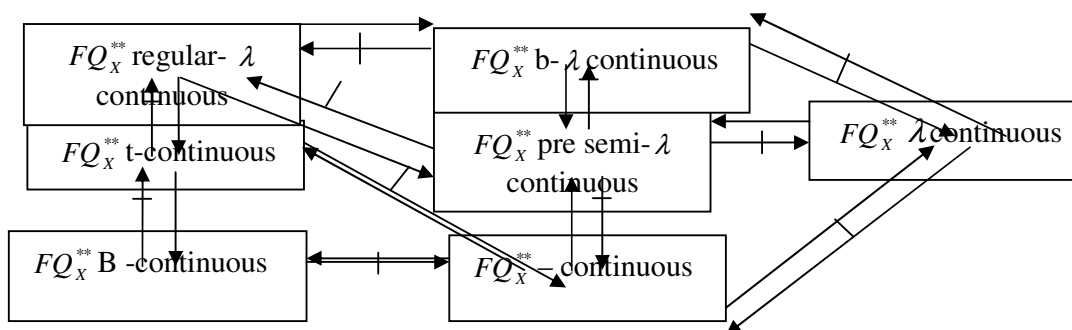 FQ_X^{**} regular- λ
continuous
FQ_X^{**} t-continuous
FQ_X^{**} B -continuous
FQ_X^{**} b- λ continuous
FQ_X^{**} pre semi- λ
continuous
FQ_X^{**} – continuous
FQ_X^{**} λ continuous